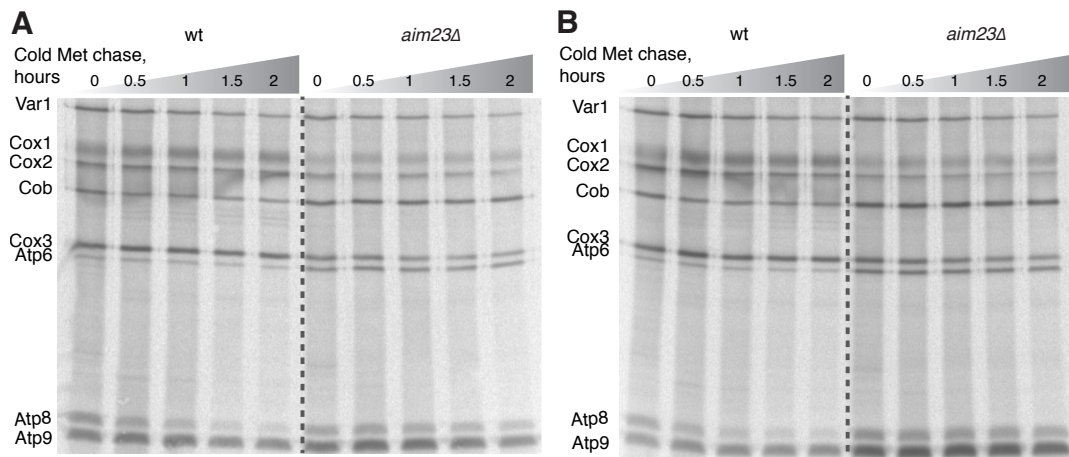 A
wt
aim23Δ
Cold Met chase,
hours
0 0.5 1 1.5 2 0 0.5 1 1.5 2
Var1
Cox1
Cox2
Cob
Cox3
Atp6
Atp8
Atp9
B
wt
aim23Δ
Cold Met chase,
hours
0 0.5 1 1.5 2 0 0.5 1 1.5 2
Var1
Cox1
Cox2
Cob
Cox3
Atp6
Atp8
Atp9